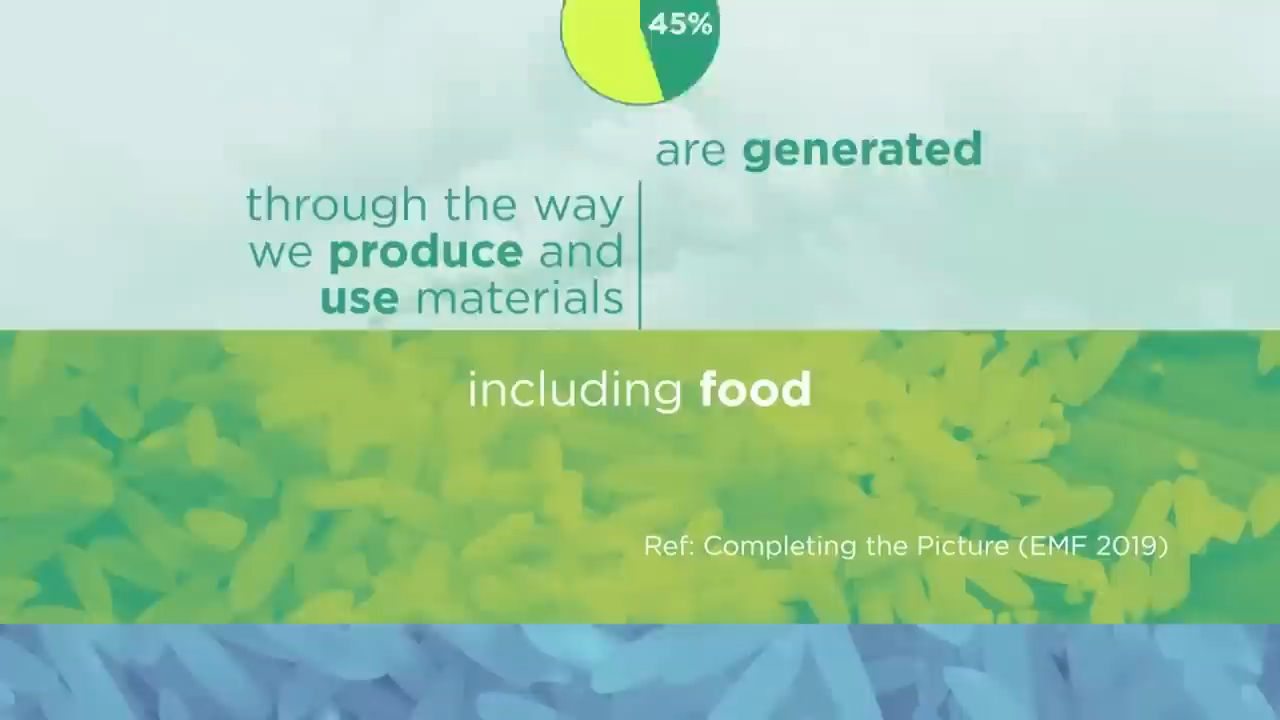 45%
are generated
through the way
we produce and
use materials
including food
Ref: Completing the Picture (EMF 2019)